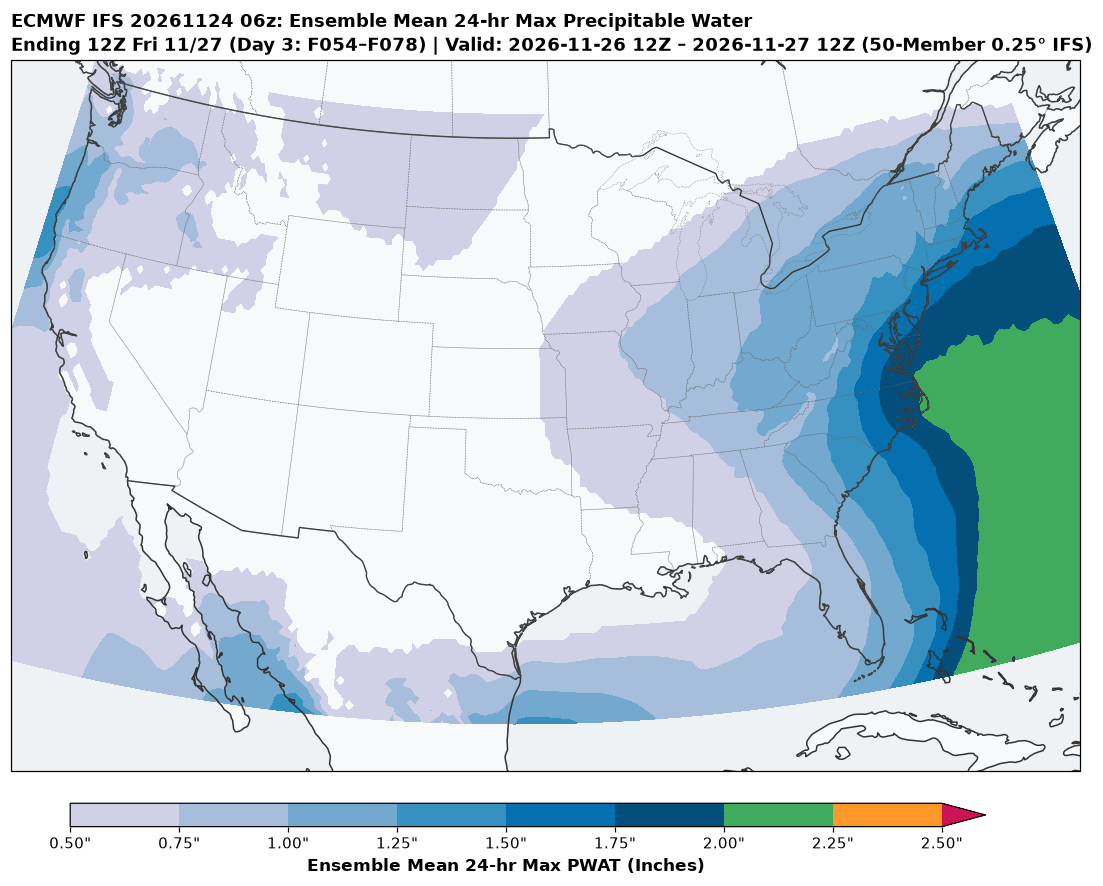 ECMWF IFS 20261124 06z: Ensemble Mean 24-hr Max Precipitable Water
Ending 12Z Fri 11/27 (Day 3: F054–F078) | Valid: 2026-11-26 12Z – 2026-11-27 12Z (50-Member 0.25° IFS)
0.50" 0.75" 1.00" 1.25" 1.50" 1.75" 2.00" 2.25" 2.50"
Ensemble Mean 24-hr Max PWAT (Inches)